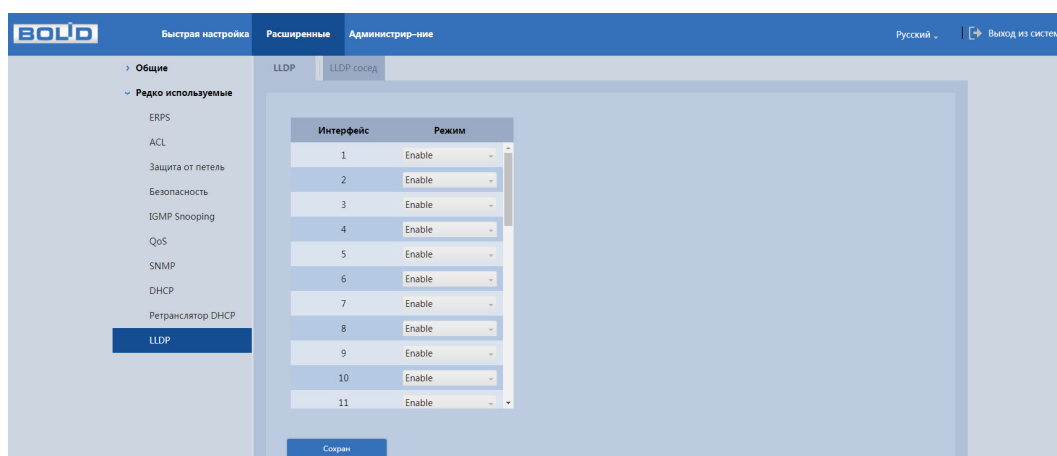 BOLID
Быстрая настройка Расширенные Администрир-ние Русский Выход из систем
Общие
Редко используемые
ERPS
ACL
Защита от петель
Безопасность
IGMP Snooping
QoS
SNMP
DHCP
Ретранслятор DHCP
LLDP
LLDP LLDP сосед
Интерфейс Режим
1 Enable
2 Enable
3 Enable
4 Enable
5 Enable
6 Enable
7 Enable
8 Enable
9 Enable
10 Enable
11 Enable
Сохран